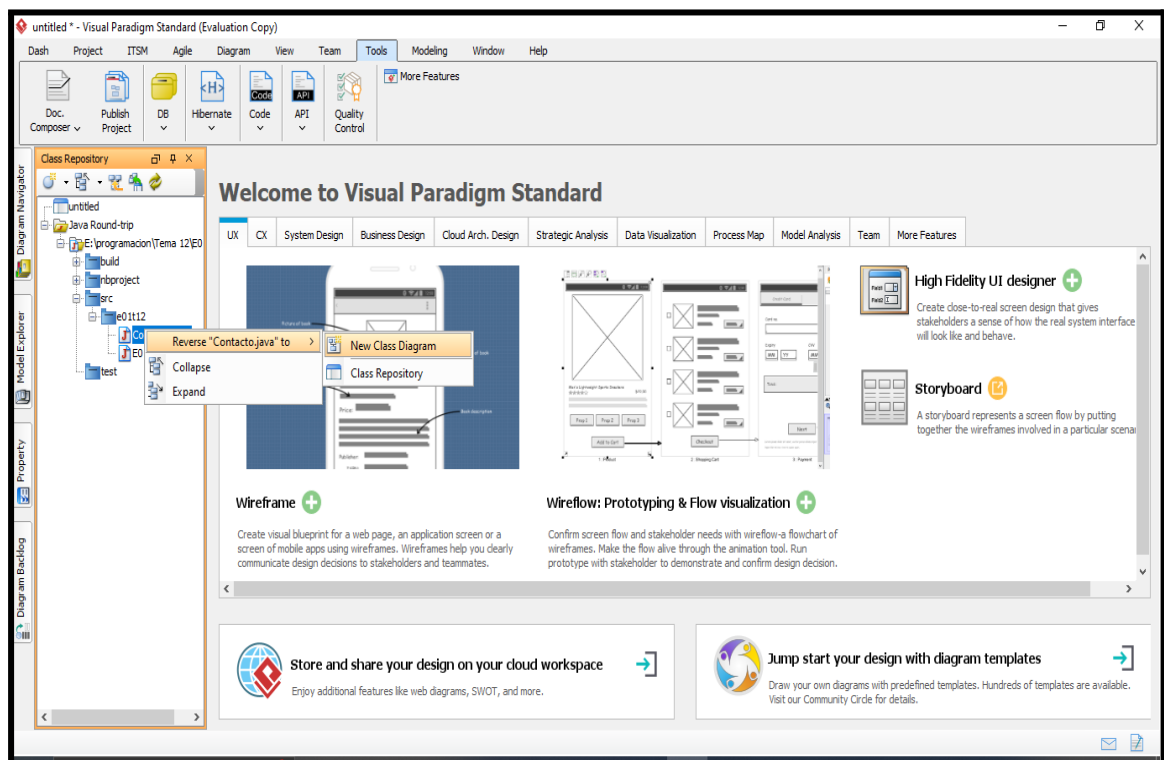 untitled * - Visual Paradigm Standard (Evaluation Copy)
Dash Project ITSM Agile Diagram View Team Tools Modeling Window Help
Doc. Composer
Publish Project
DB
Hibernate
Code
API
Quality Control
More Features
Diagram Navigator
Model Explorer
Property
Diagram Backlog
Class Repository
untitled
Java Round-trip
E:\programacion\Tema 12\E0
build
nbproject
src
e01t12
Co
E0
test
Reverse "Contacto.java" to >
Collapse
Expand
New Class Diagram
Class Repository
Welcome to Visual Paradigm Standard
UX CX System Design Business Design Cloud Arch. Design Strategic Analysis Data Visualization Process Map Model Analysis Team More Features
Wireframe
Create visual blueprint for a web page, an application screen or a
screen of mobile apps using wireframes. Wireframes help you clearly
communicate design decisions to stakeholders and teammates.
Wireflow: Prototyping & Flow visualization
Confirm screen flow and stakeholder needs with wireflow-a flowchart of
wireframes. Make the flow alive through the animation tool. Run
prototype with stakeholder to demonstrate and confirm design decision.
High Fidelity UI designer
Create close-to-real screen design that gives
stakeholders a sense of how the real system interface
will look like and behave.
Storyboard
A storyboard represents a screen flow by putting
together the wireframes involved in a particular scenar
Store and share your design on your cloud workspace
Enjoy additional features like web diagrams, SWOT, and more.
Jump start your design with diagram templates
Draw your own diagrams with predefined templates. Hundreds of templates are available.
Visit our Community Circle for details.